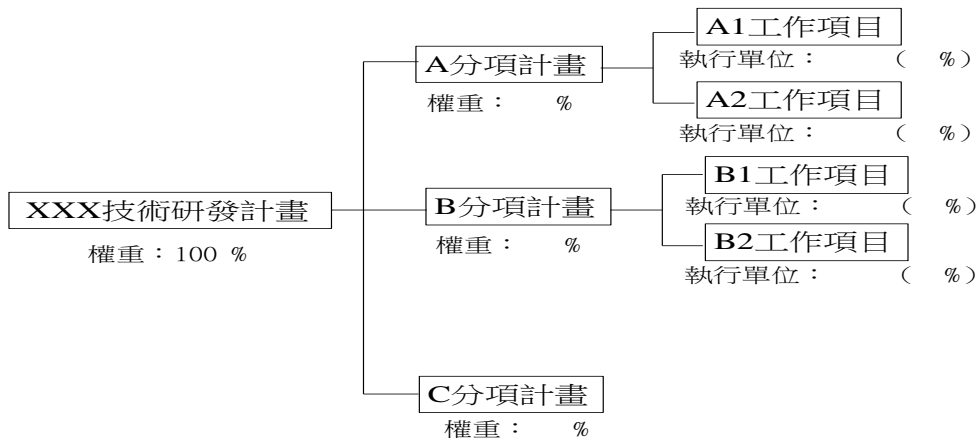 A1工作項目
執行單位：　　（　%）
A分項計畫
權重：　　%
A2工作項目
執行單位：　　（　%）
B1工作項目
執行單位：　　（　%）
XXX技術研發計畫
權重：100 %
B分項計畫
權重：　　%
B2工作項目
執行單位：　　（　%）
C分項計畫
權重：　　%